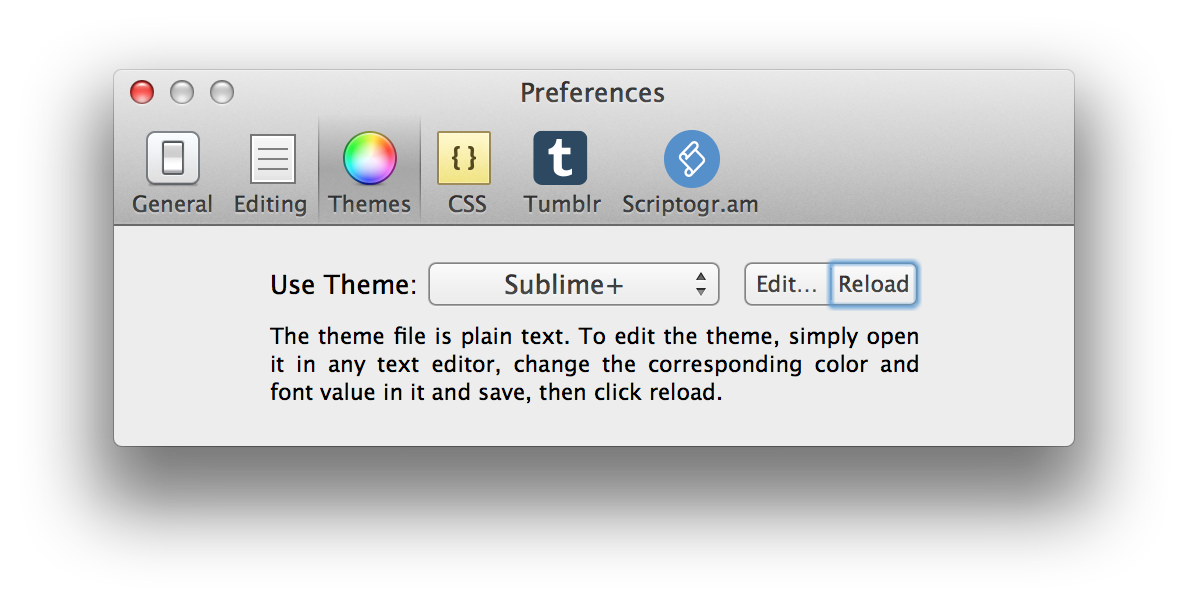 Preferences
General Editing Themes CSS Tumblr Scriptogr.am
Use Theme: Sublime+ Edit... Reload
The theme file is plain text. To edit the theme, simply open
it in any text editor, change the corresponding color and
font value in it and save, then click reload.